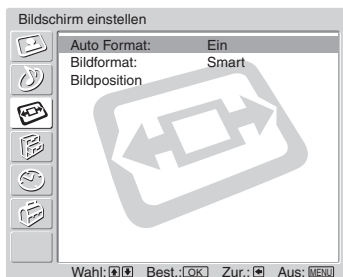 Bildschirm einstellen
Auto Format: Ein
Bildformat: Smart
Bildposition
Wahl: Best.: OK Zur.: Aus: MENU